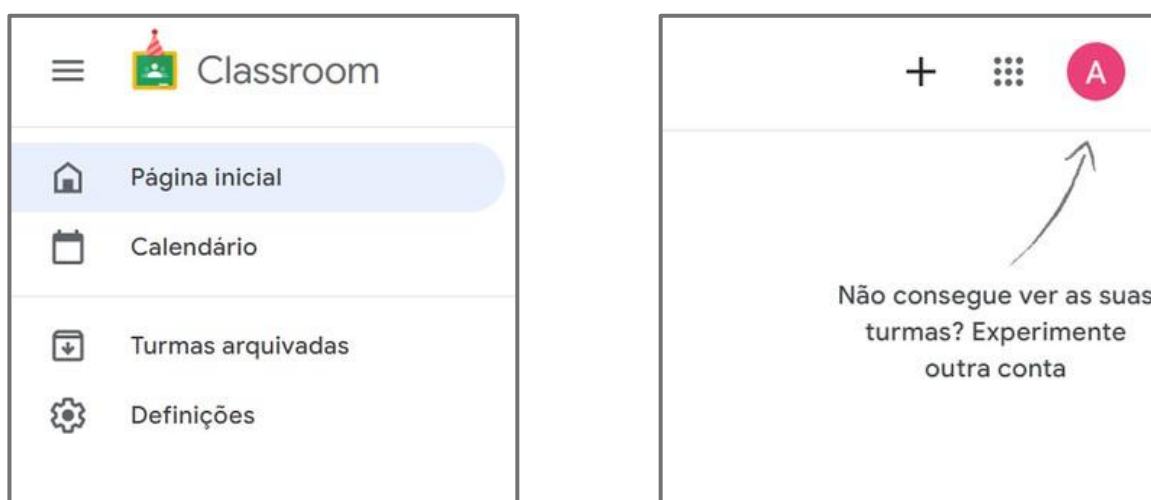 Classroom
Página inicial
Calendário
Turmas arquivadas
Definições
A
Não consegue ver as suas
turmas? Experimente
outra conta